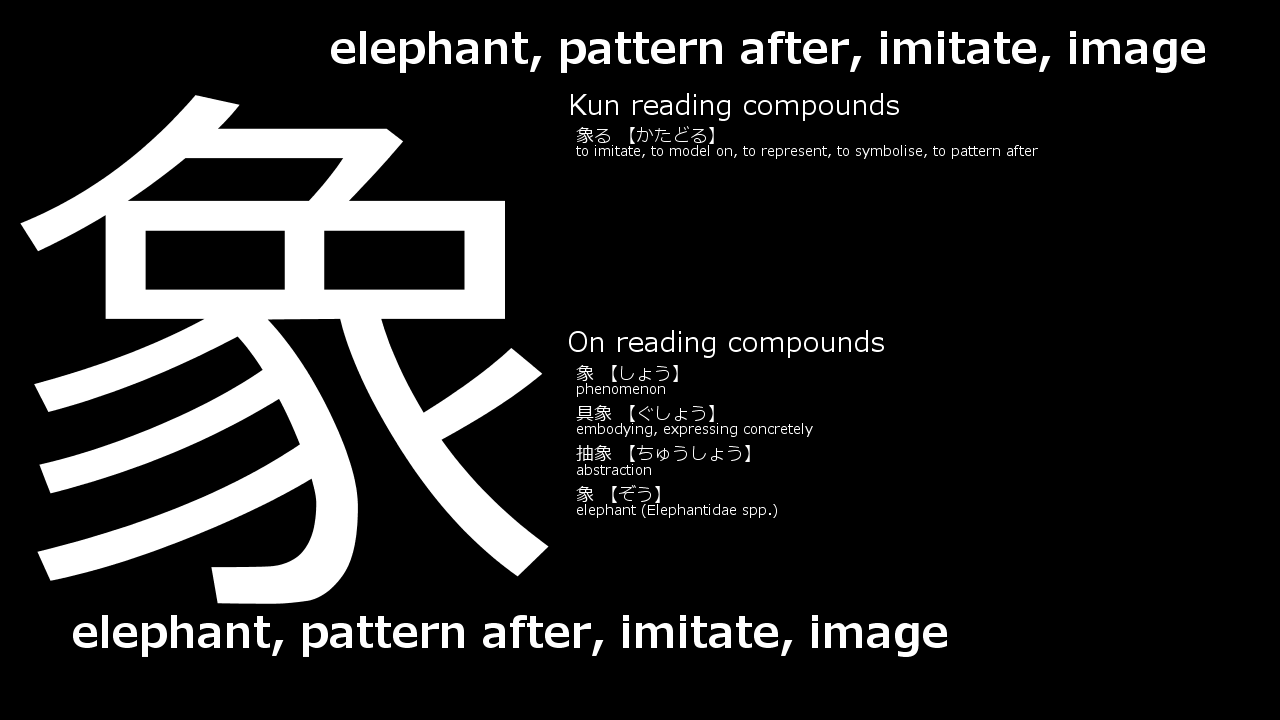 elephant, pattern after, imitate, image
象
Kun reading compounds
象る 【かたどる】
to imitate, to model on, to represent, to symbolise, to pattern after
On reading compounds
象 【しょう】
phenomenon
具象 【ぐしょう】
embodying, expressing concretely
抽象 【ちゅうしょう】
abstraction
象 【ぞう】
elephant (Elephantidae spp.)
elephant, pattern after, imitate, image